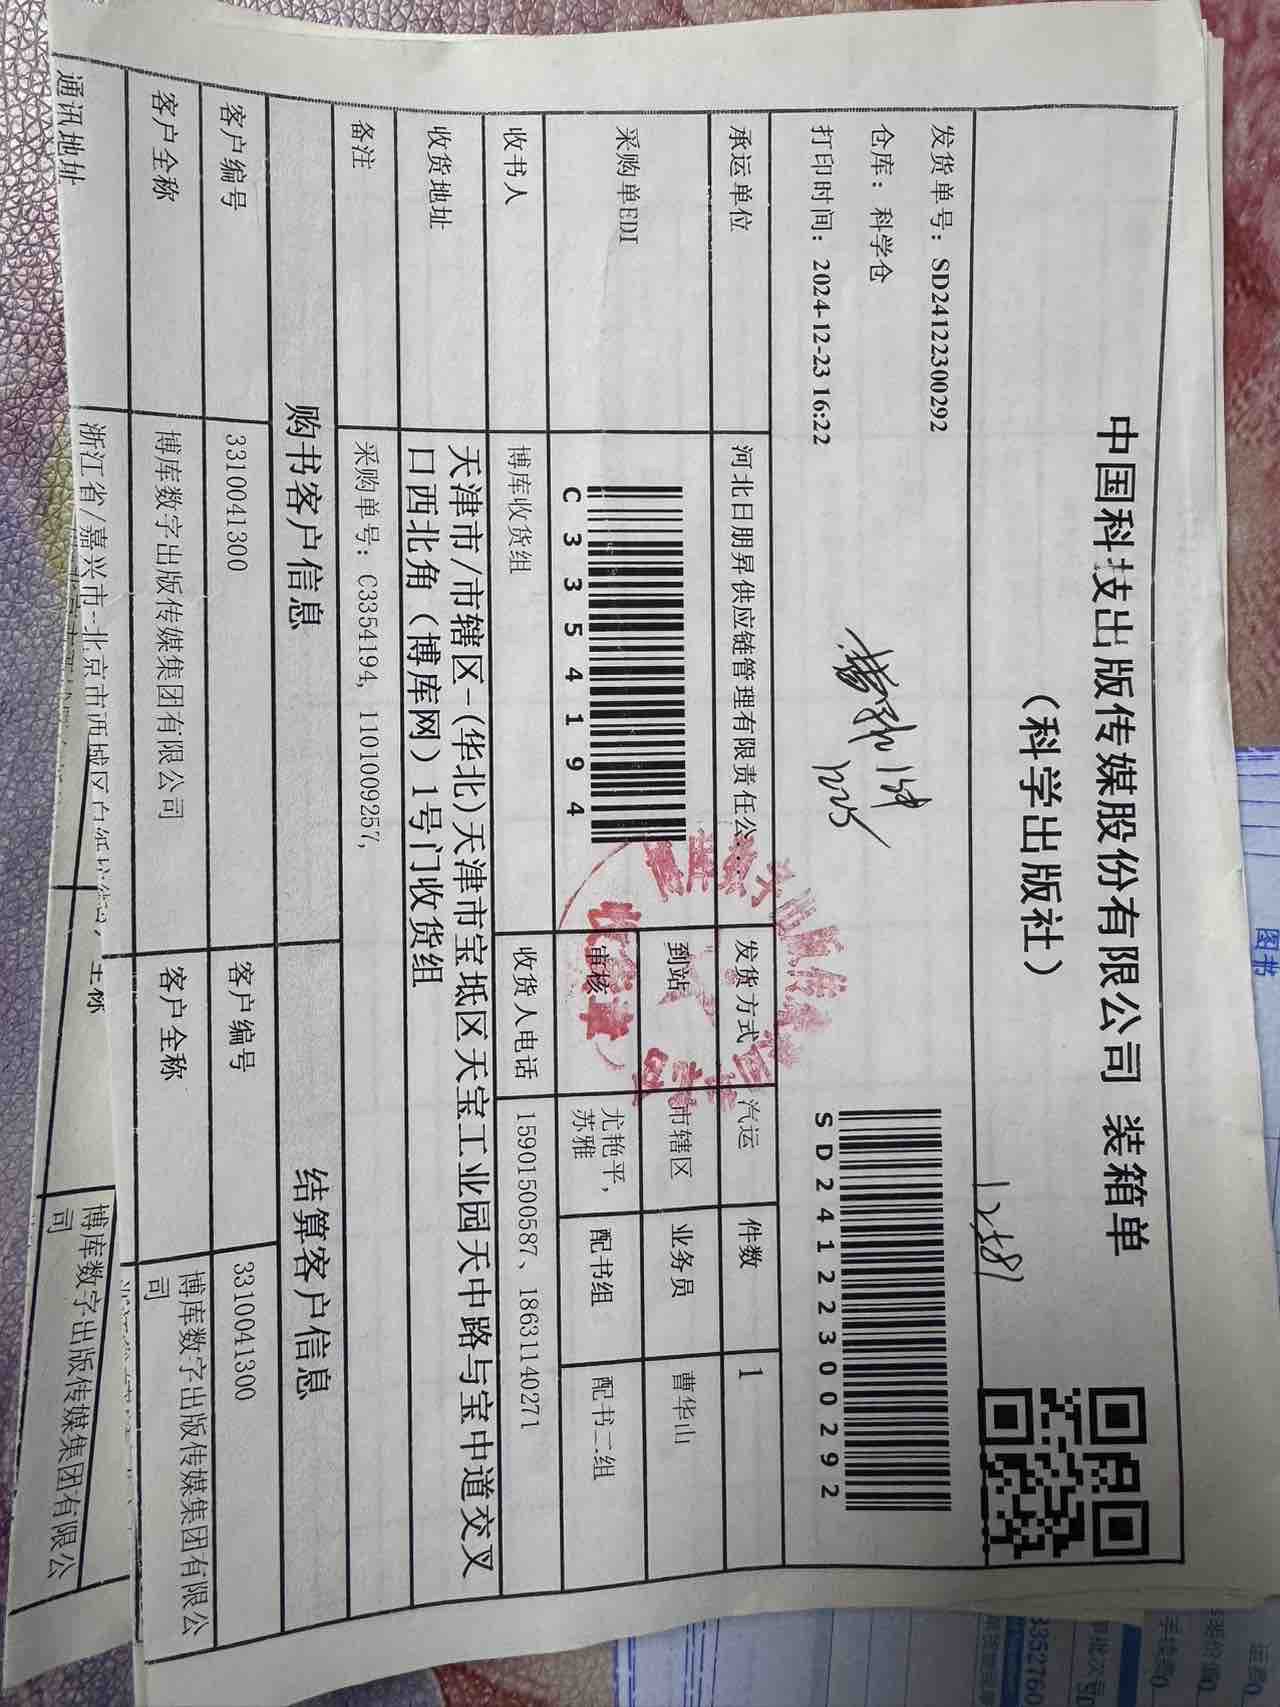 中国科技出版传媒股份有限公司 装箱单
（科学出版社）
发货单号：SD24122300292
仓库：科学仓
打印时间：2024-12-23 16:22
SD24122300292
承运单位 河北日朋昇供应链管理有限责任公... 发货方式 汽运 件数 1
采购单EDI C3354194 到站 市辖区 业务员 曹华山
审核 尤艳平，苏雅 配书组 配书二组
收书人 博库收货组 收货人电话 15901500587、18631140271
收货地址 天津市/市辖区-(华北)天津市宝坻区天宝工业园天中路与宝中道交叉
口西北角（博库网）1号门收货组
备注 采购单号：C3354194, 1101009257,
购书客户信息 结算客户信息
客户编号 3310041300 客户编号 3310041300
客户全称 博库数字出版传媒集团有限公司 客户全称 博库数字出版传媒集团有限公
司
通讯地址 浙江省/嘉兴市-北京市西城区
博库数字出版传媒集团有限公
司
图书